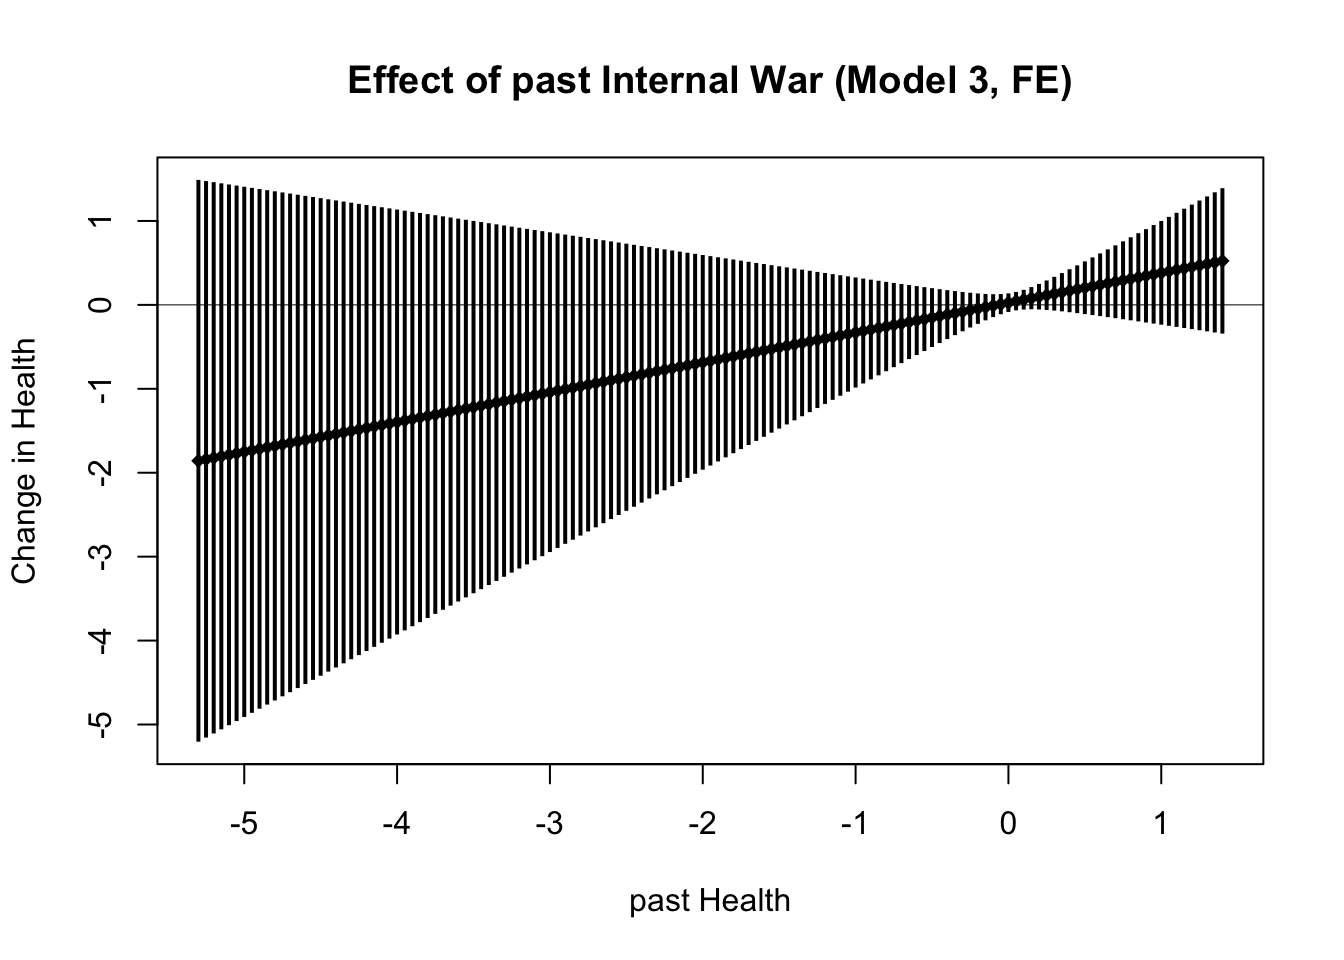 Effect of past Internal War (Model 3, FE)
Change in Health
1
0
-1
-2
-3
-4
-5
-5 -4 -3 -2 -1 0 1
past Health